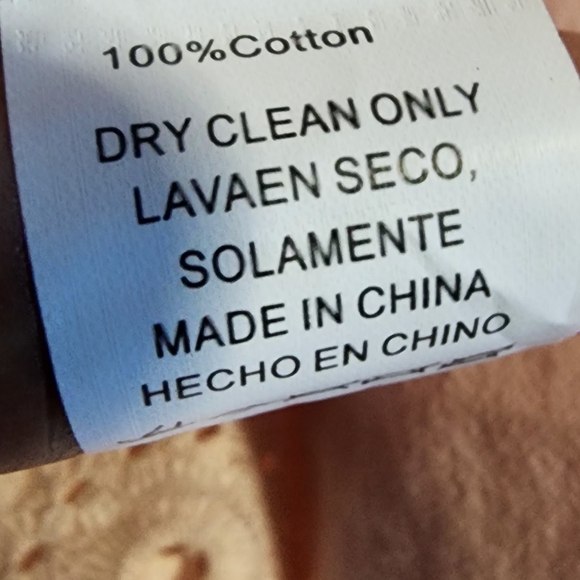 100%Cotton
DRY CLEAN ONLY
LAVAEN SECO,
SOLAMENTE
MADE IN CHINA
HECHO EN CHINO